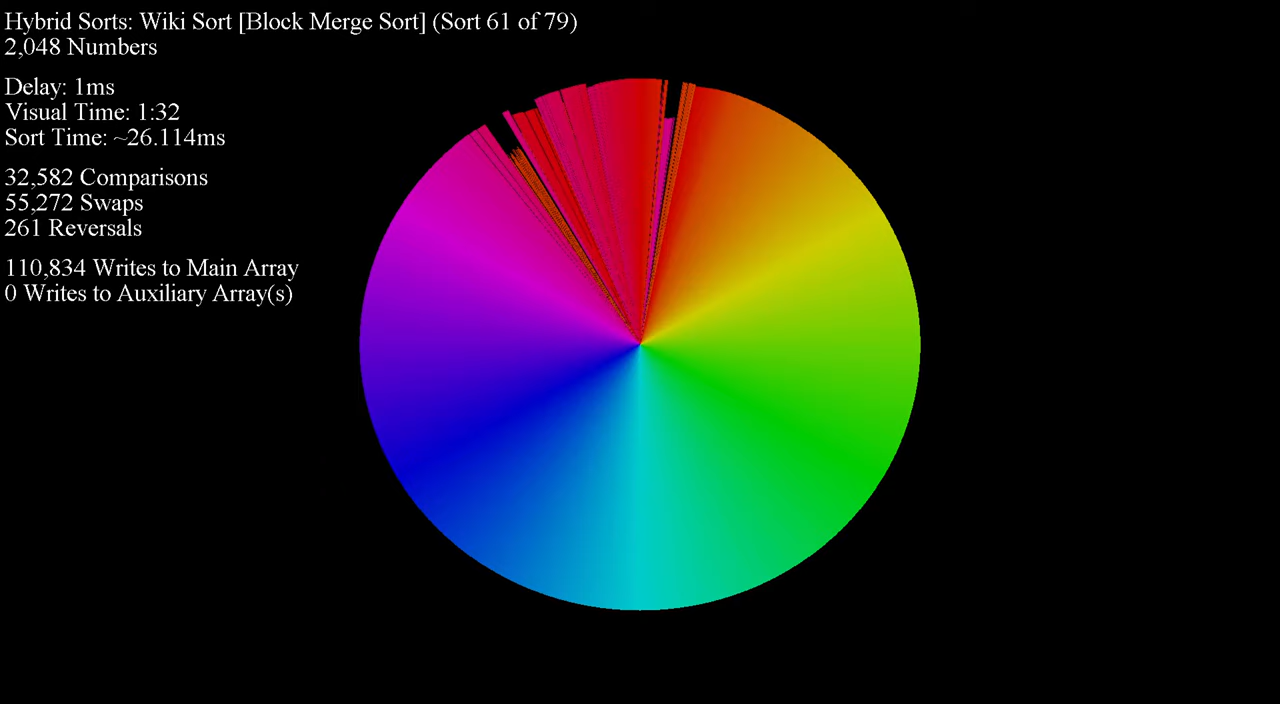 Hybrid Sorts: Wiki Sort [Block Merge Sort] (Sort 61 of 79)
2,048 Numbers
Delay: 1ms
Visual Time: 1:32
Sort Time: ~26.114ms
32,582 Comparisons
55,272 Swaps
261 Reversals
110,834 Writes to Main Array
0 Writes to Auxiliary Array(s)